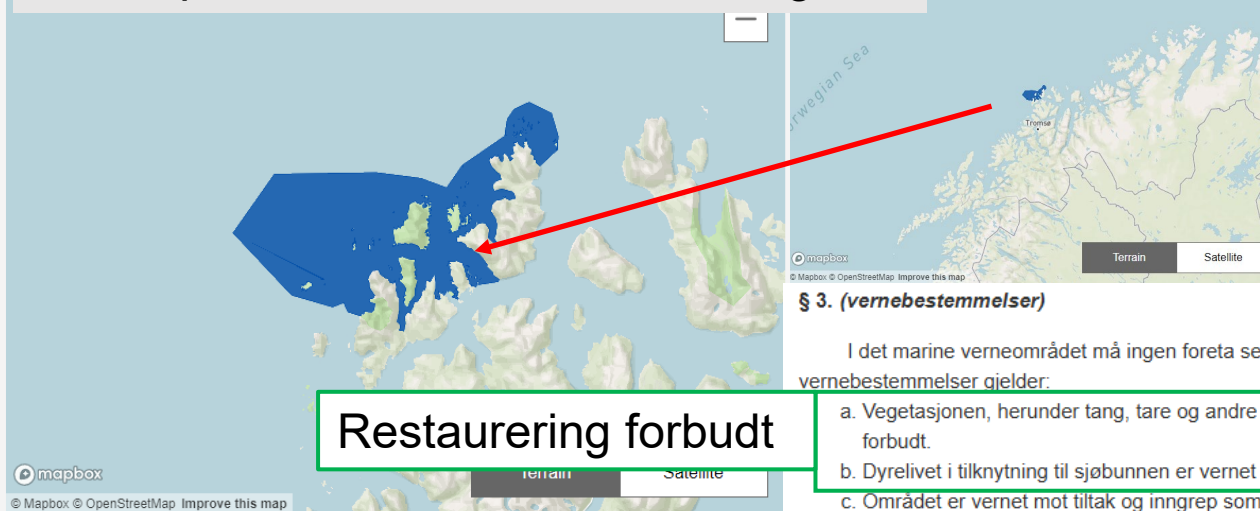 Norwegian Sea
Tromsø
mapbox
Terrain Satellite
© Mapbox © OpenStreetMap Improve this map
§ 3. (vernebestemmelser)
I det marine verneområdet må ingen foreta se
vernebestemmelser gjelder:
a. Vegetasjonen, herunder tang, tare og andre
forbudt.
b. Dyrelivet i tilknytning til sjøbunnen er vernet
c. Området er vernet mot tiltak og inngrep som
Restaurering forbudt
Terrain Satellite
mapbox
© Mapbox © OpenStreetMap Improve this map